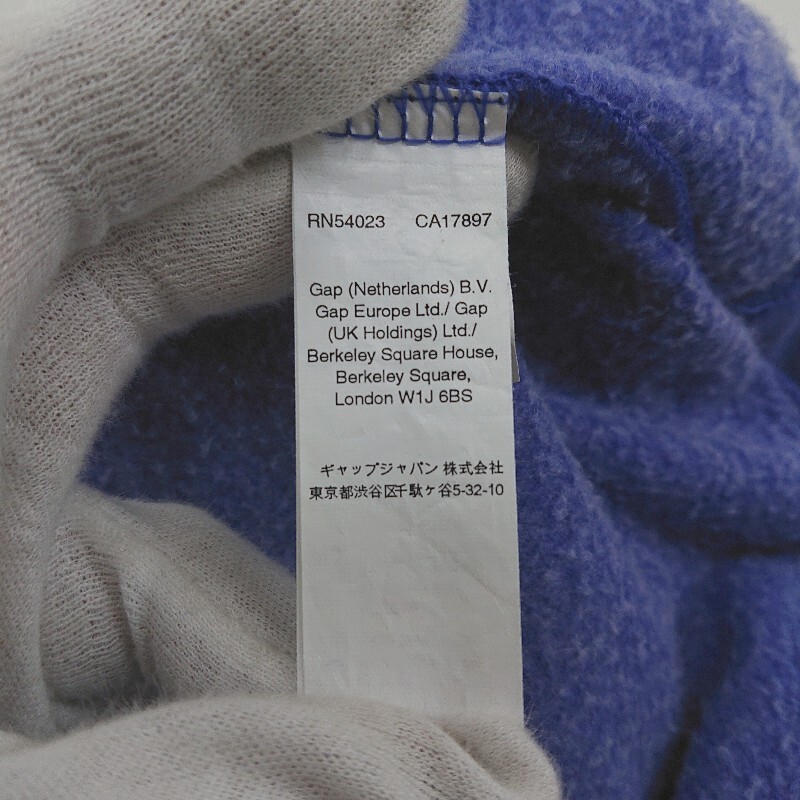 RN54023 CA17897
Gap (Netherlands) B.V.
Gap Europe Ltd./ Gap
(UK Holdings) Ltd./
Berkeley Square House,
Berkeley Square,
London W1J 6BS
ギャップジャパン 株式会社
東京都渋谷区千駄ケ谷5-32-10